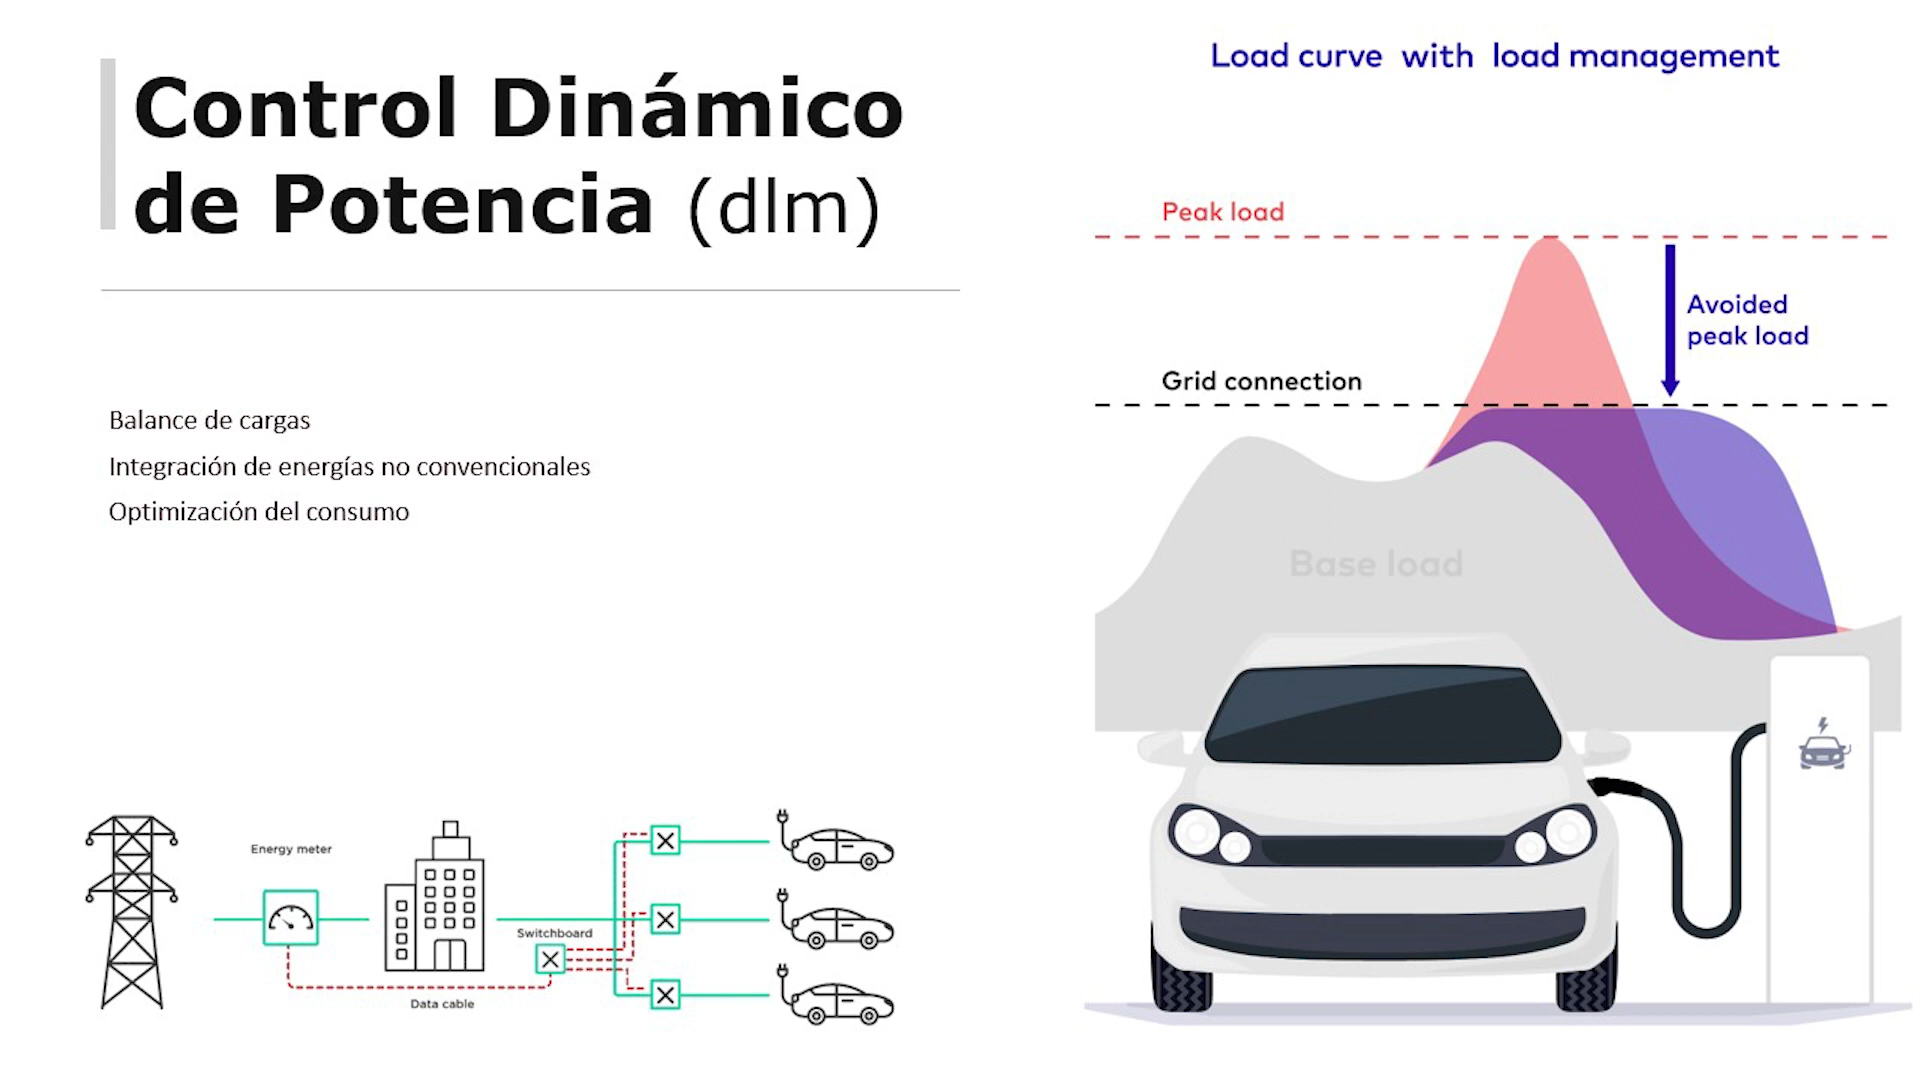 Control Dinámico
de Potencia (dlm)
Balance de cargas
Integración de energías no convencionales
Optimización del consumo
Energy meter
Switchboard
Data cable
Load curve with load management
Peak load
Avoided
peak load
Grid connection
Base load